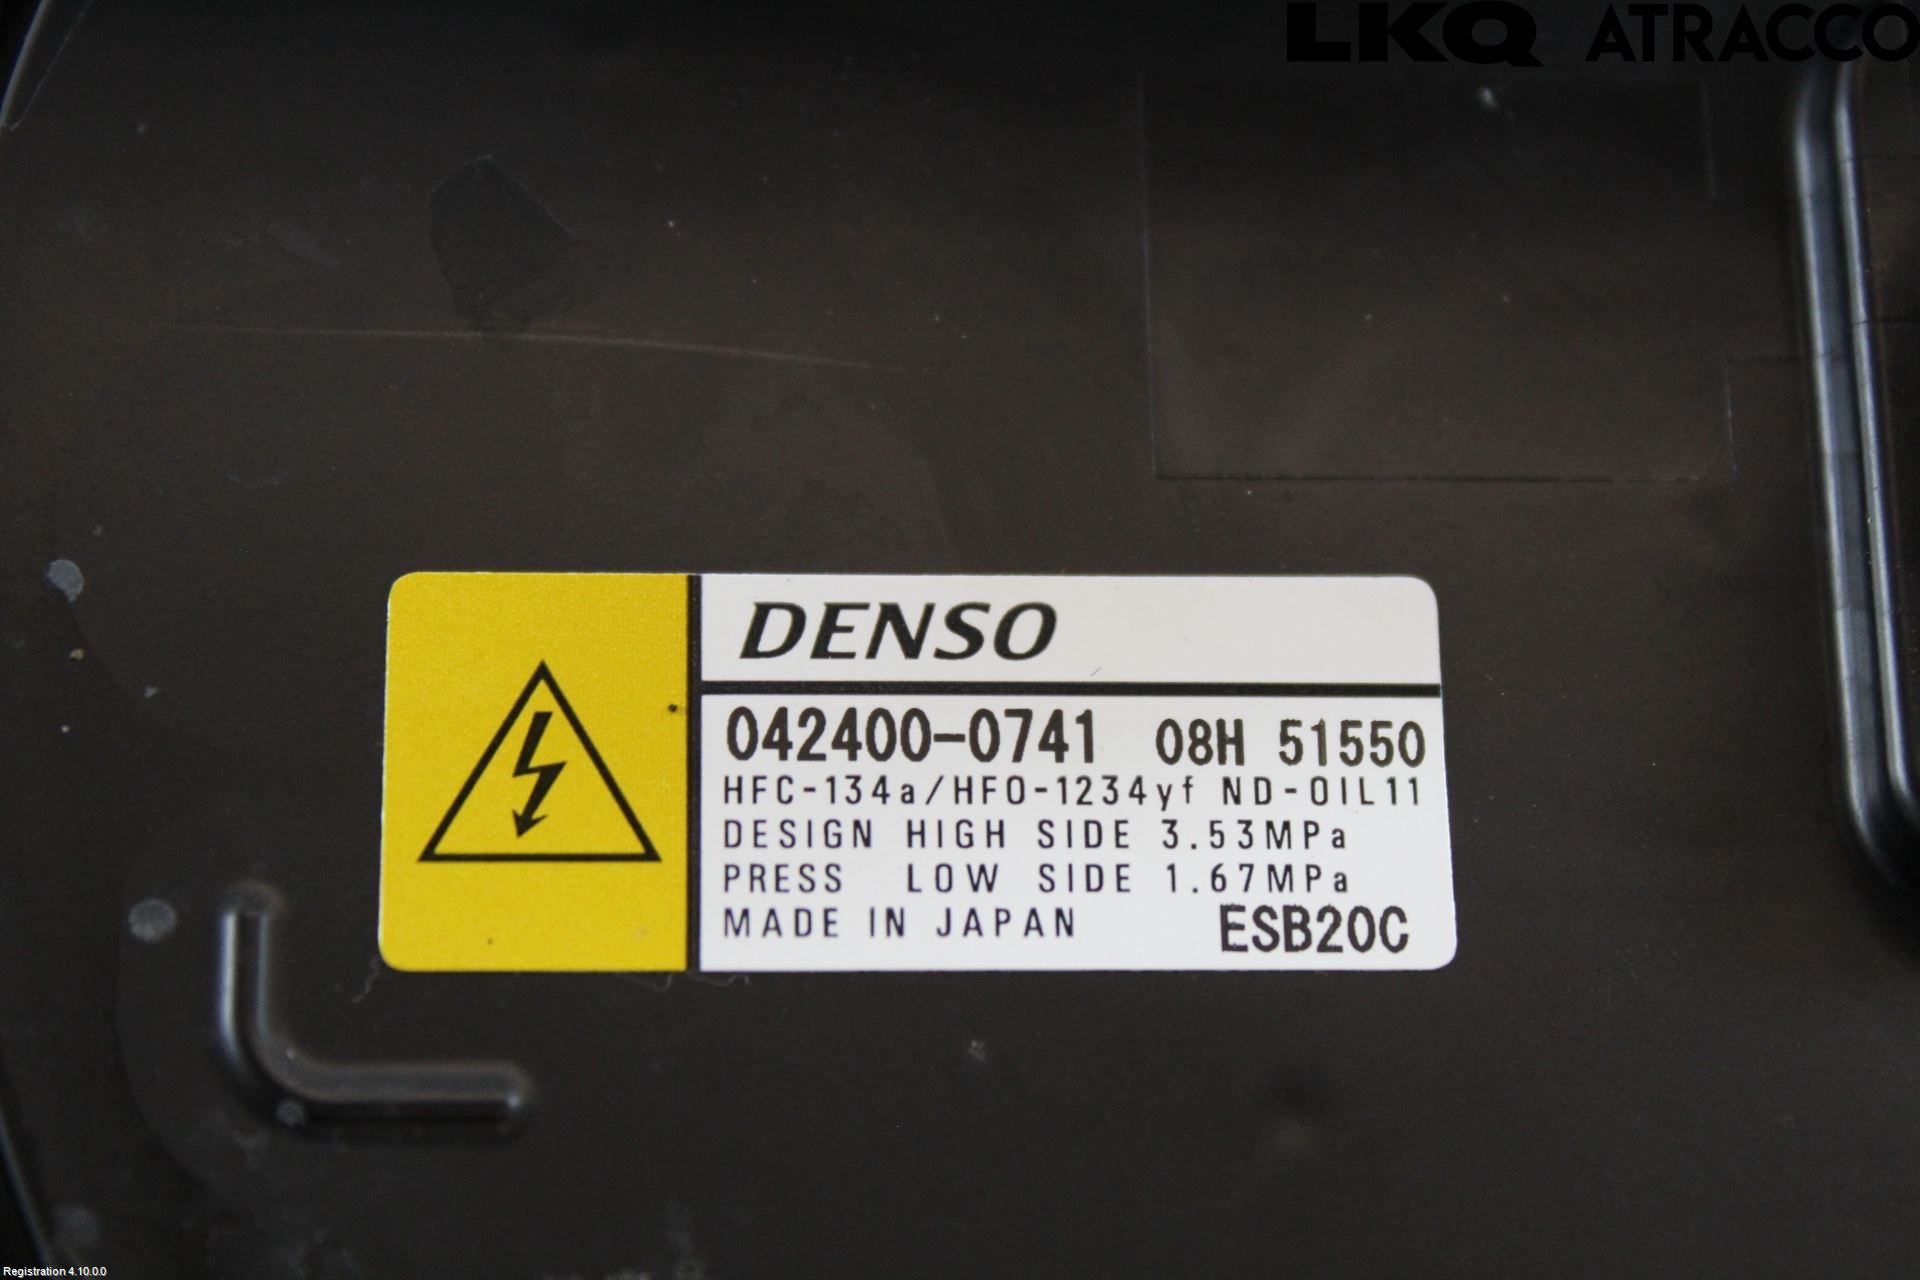 LKQ ATRACCO
DENSO
042400-0741 08H 51550
HFC-134a/HFO-1234yf ND-OIL11
DESIGN HIGH SIDE 3.53MPa
PRESS LOW SIDE 1.67MPa
MADE IN JAPAN ESB20C
Registration 4.10.0.0